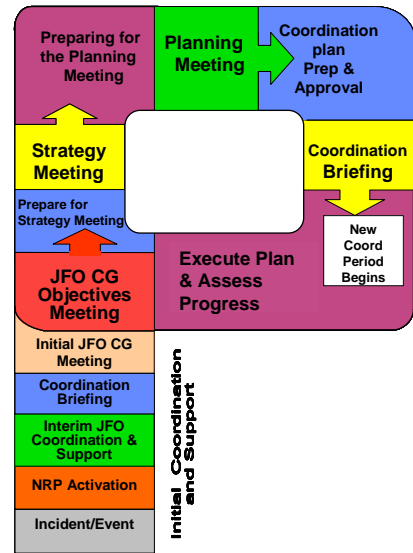 Preparing for
the Planning
Meeting
Planning
Meeting
Coordination
plan
Prep &
Approval
Strategy
Meeting
Coordination
Briefing
Prepare for
Strategy Meeting
New
Coord
Period
Begins
JFO CG
Objectives
Meeting
Execute Plan
& Assess
Progress
Initial JFO CG
Meeting
Coordination
Briefing
Interim JFO
Coordination &
Support
NRP Activation
Incident/Event
Initial Coordination
and Support